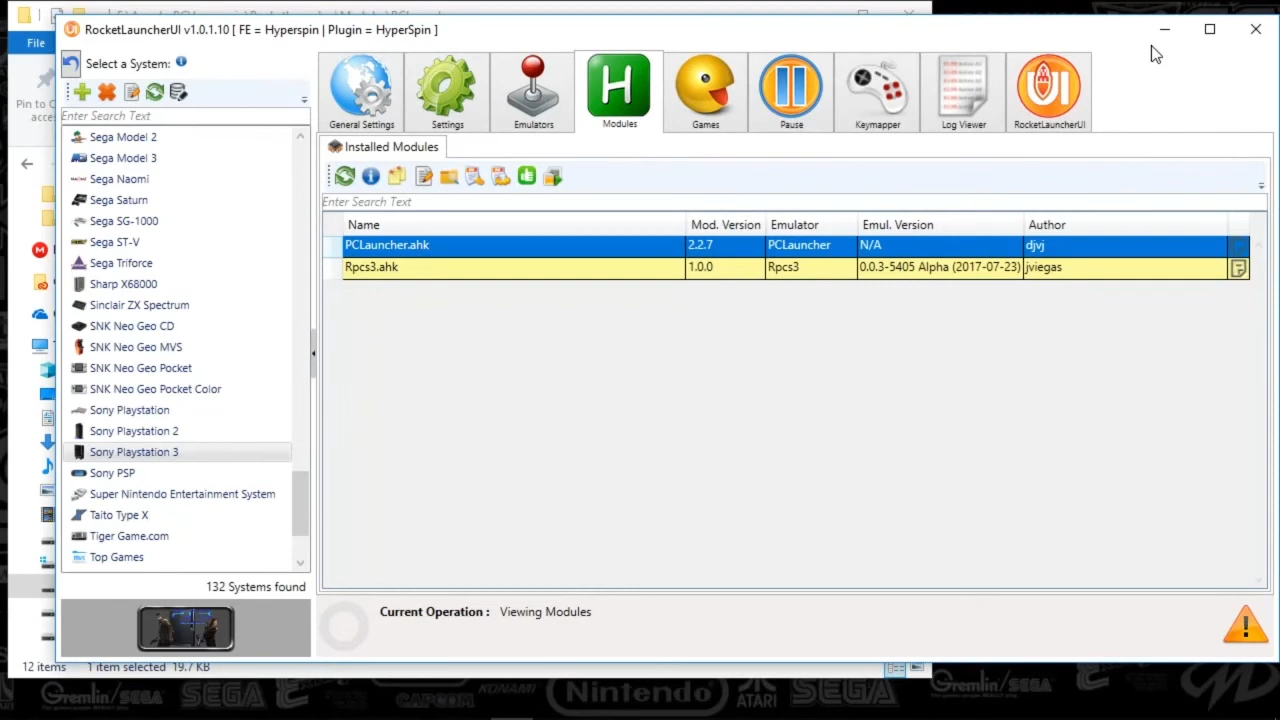 RocketLauncherUI v1.0.1.10 [ FE = Hyperspin | Plugin = HyperSpin ]
File
Select a System:
Pin to
General Settings
Settings
Emulators
Modules
Games
Pause
Keymapper
Log Viewer
RocketLauncherUI
Enter Search Text
Installed Modules
Enter Search Text
Name Mod. Version Emulator Emul. Version Author
PCLauncher.ahk 2.2.7 PCLauncher N/A djvj
Rpcs3.ahk 1.0.0 Rpcs3 0.0.3-5405 Alpha (2017-07-23) jviegas
Sega Model 2
Sega Model 3
Sega Naomi
Sega Saturn
Sega SG-1000
Sega ST-V
Sega Triforce
Sharp X68000
Sinclair ZX Spectrum
SNK Neo Geo CD
SNK Neo Geo MVS
SNK Neo Geo Pocket
SNK Neo Geo Pocket Color
Sony Playstation
Sony Playstation 2
Sony Playstation 3
Sony PSP
Super Nintendo Entertainment System
Taito Type X
Tiger Game.com
Top Games
132 Systems found
Current Operation : Viewing Modules
12 items 1 item selected 19.7 KB
Gremlin/SEGA SEGA CAPCOM KONAMI Nintendo ATARI SEGA Gremlin/SEGA